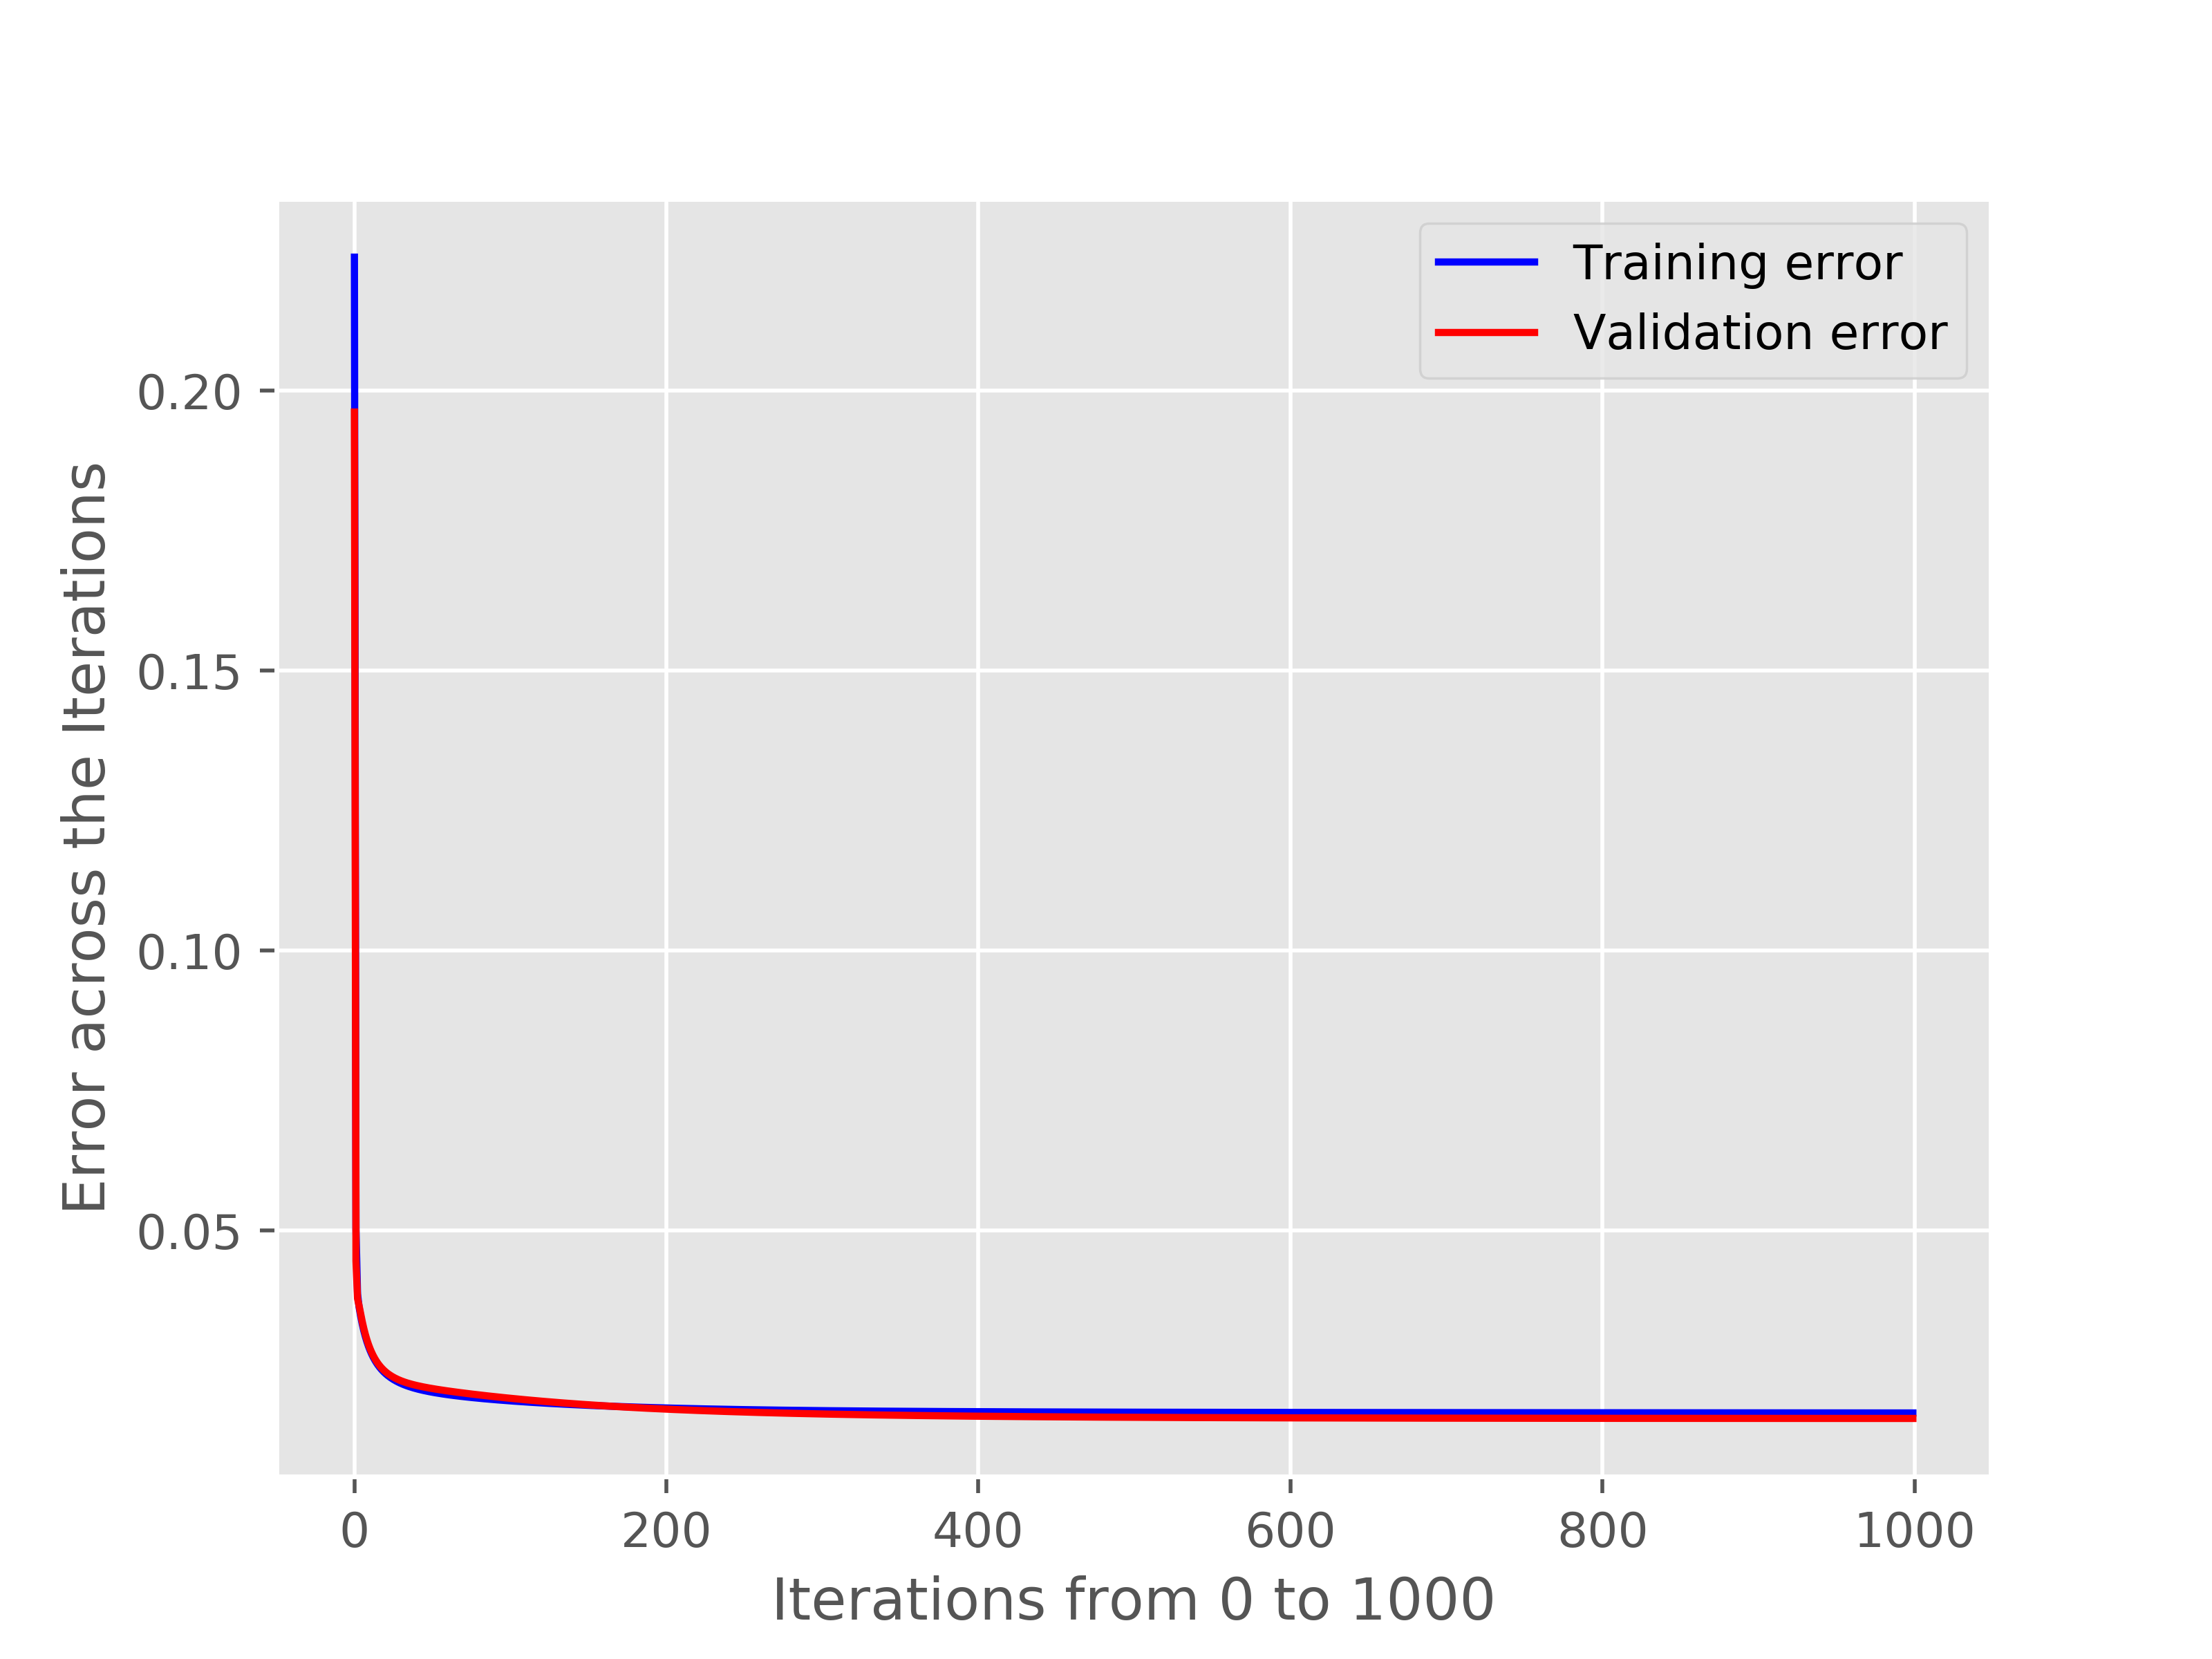 Training error
Validation error
0.20
0.15
0.10
0.05
Error across the Iterations
0 200 400 600 800 1000
Iterations from 0 to 1000